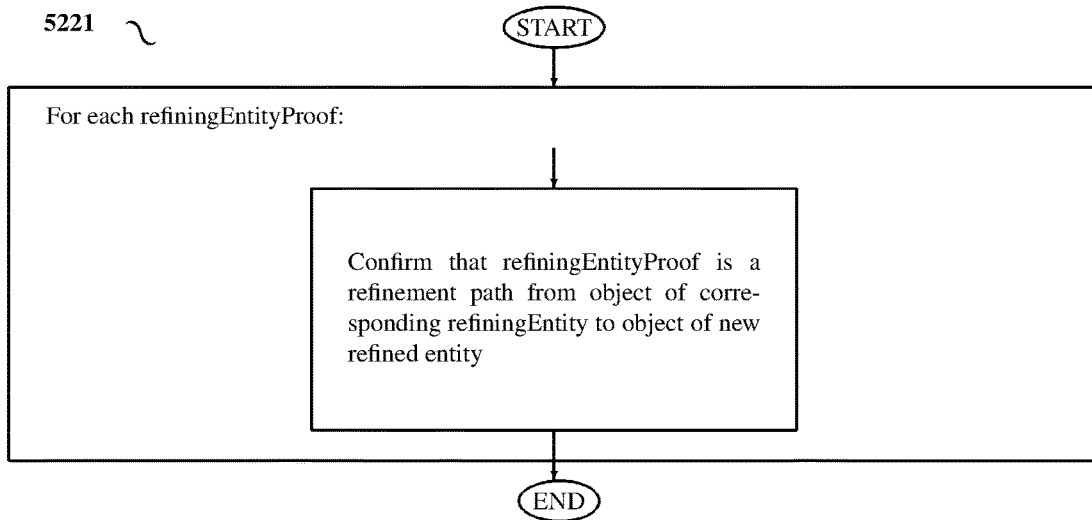 5221
START
For each refiningEntityProof:
Confirm that refiningEntityProof is a
refinement path from object of corre-
sponding refiningEntity to object of new
refined entity
END